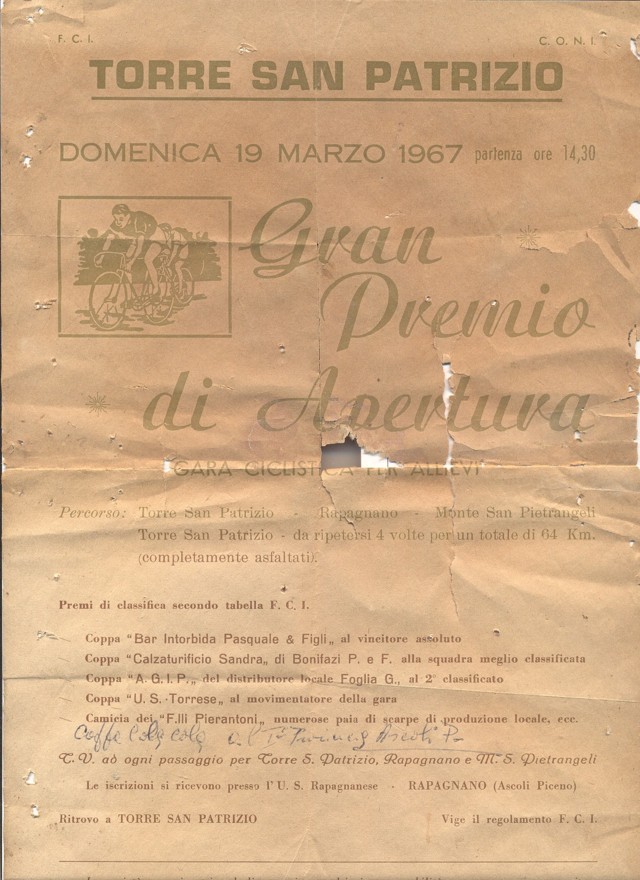 F. C. I.
C. O. N. I.
TORRE SAN PATRIZIO
DOMENICA 19 MARZO 1967 partenza ore 14,30
Gran
Premio
di Apertura
GARA CICLISTICA PER ALLIEVI
Percorso: Torre San Patrizio - Rapagnano - Monte San Pietrangeli
Torre San Patrizio - da ripetersi 4 volte per un totale di 64 Km.
(completamente asfaltati).
Premi di classifica secondo tabella F. C. I.
Coppa "Bar Intorbida Pasquale & Figli„ al vincitore assoluto
Coppa "Calzaturificio Sandra„ di Bonifazi P. e F. alla squadra meglio classificata
Coppa "A. G. I. P.„ del distributore locale Foglia G., al 2° classificato
Coppa "U. S. Torrese„ al movimentatore della gara
Camicia dei "F.lli Pierantoni„ numerose paia di scarpe di produzione locale, ecc.
Coppa Cola cola Ascoli P.
T. V. ad ogni passaggio per Torre S. Patrizio, Rapagnano e M. S. Pietrangeli
Le iscrizioni si ricevono presso l'U. S. Rapagnanese - RAPAGNANO (Ascoli Piceno)
Ritrovo a TORRE SAN PATRIZIO Vige il regolamento F. C. I.